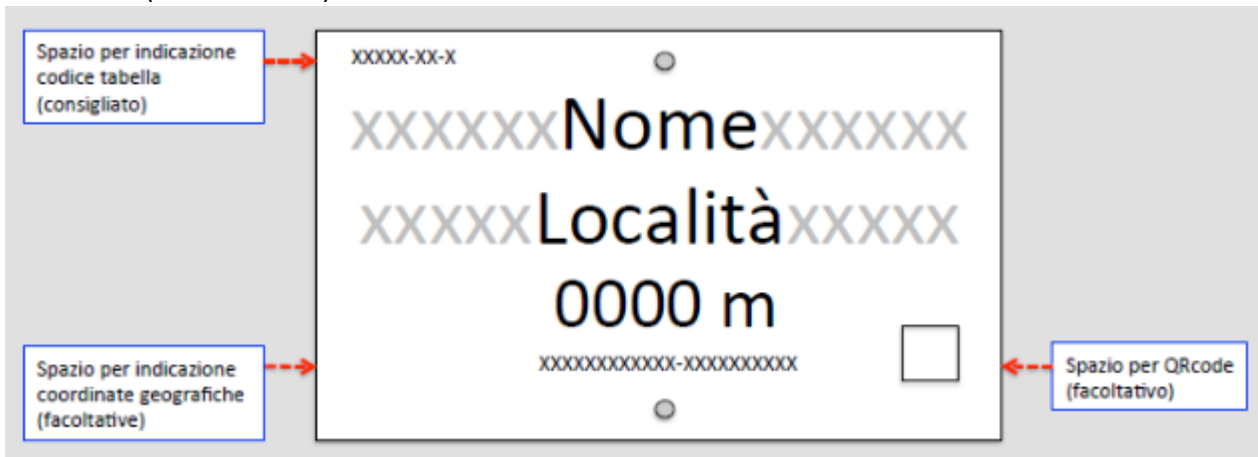 Spazio per indicazione
codice tabella
(consigliato)
XXXXX-XX-X
xxxxxxNomexxxxxx
xxxxxLocalitàxxxxx
0000 m
XXXXXXXXXXXX-XXXXXXXXXX
Spazio per indicazione
coordinate geografiche
(facoltative)
Spazio per QRcode
(facoltativo)